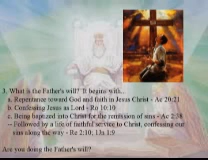 3. What is the Father's will?  It begins with...
a. Repentance toward God and faith in Jesus Christ - Ac 20:21
b. Confessing Jesus as Lord - Ro 10:10
c. Being baptized into Christ for the remission of sins - Ac 2:38
-- Followed by a life of faithful service to Christ, confessing our
sins along the way - Re 2:10; 1Jn 1:9
Are you doing the Father's will?